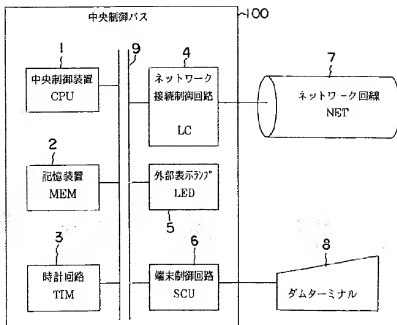 中央制御バス
100
1
9
4
7
中央制御装置
CPU
ネットワーク
接続制御回路
LC
ネットワーク回線
NET
2
記憶装置
MEM
外部表示ランプ
LED
5
3
6
8
時計回路
TIM
端末制御回路
SCU
ダムターミナル